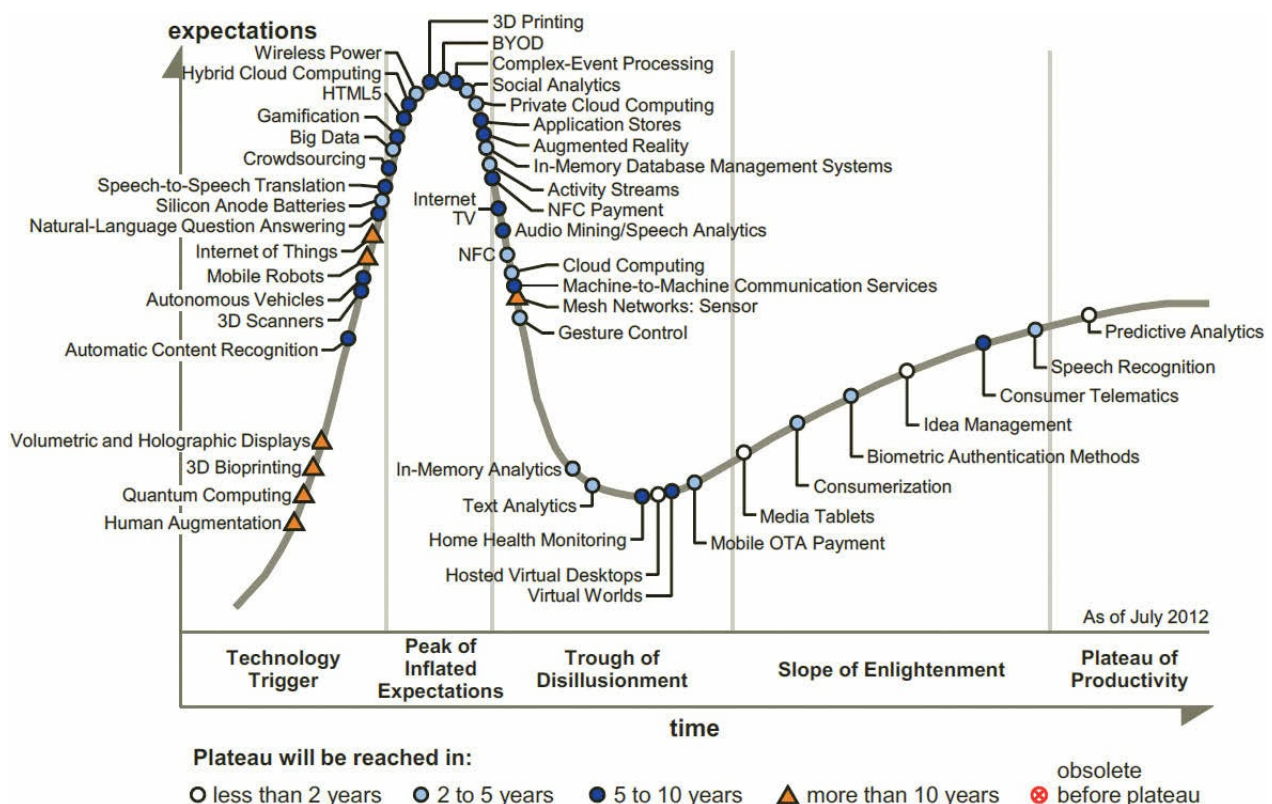 expectations
3D Printing
BYOD
Wireless Power
Complex-Event Processing
Hybrid Cloud Computing
Social Analytics
HTML5
Private Cloud Computing
Gamification
Application Stores
Big Data
Augmented Reality
Crowdsourcing
In-Memory Database Management Systems
Speech-to-Speech Translation
Activity Streams
Silicon Anode Batteries
Internet
TV
NFC Payment
Natural-Language Question Answering
Audio Mining/Speech Analytics
Internet of Things
NFC
Cloud Computing
Mobile Robots
Machine-to-Machine Communication Services
Autonomous Vehicles
Mesh Networks: Sensor
3D Scanners
Gesture Control
Automatic Content Recognition
Predictive Analytics
Speech Recognition
Consumer Telematics
Idea Management
Volumetric and Holographic Displays
Biometric Authentication Methods
3D Bioprinting
In-Memory Analytics
Consumerization
Quantum Computing
Text Analytics
Media Tablets
Human Augmentation
Home Health Monitoring
Mobile OTA Payment
Hosted Virtual Desktops
Virtual Worlds
As of July 2012
Technology
Trigger
Peak of
Inflated
Expectations
Trough of
Disillusionment
Slope of Enlightenment
Plateau of
Productivity
time
Plateau will be reached in:
less than 2 years
2 to 5 years
5 to 10 years
more than 10 years
obsolete
before plateau